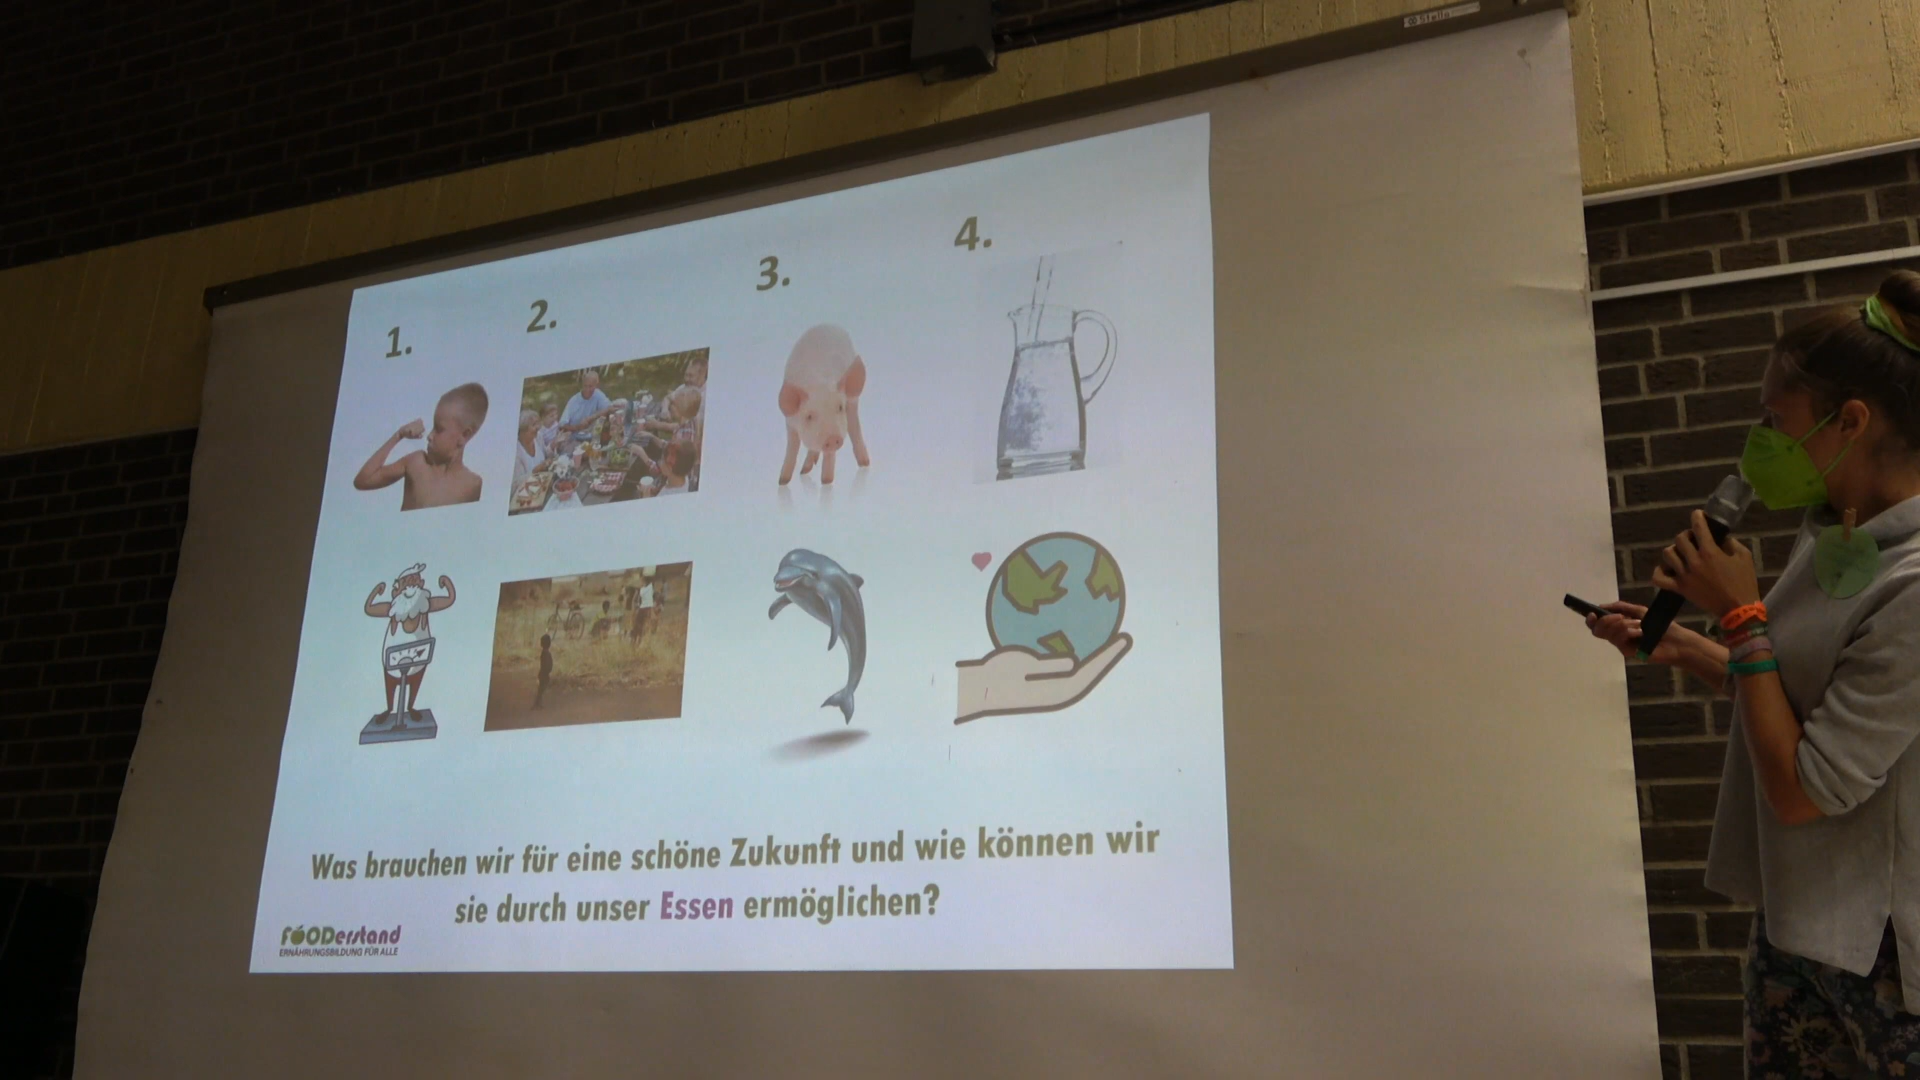 Stella
1.
2.
3.
4.
Was brauchen wir für eine schöne Zukunft und wie können wir
sie durch unser Essen ermöglichen?
FOODerstand
ERNÄHRUNGSBILDUNG FÜR ALLE